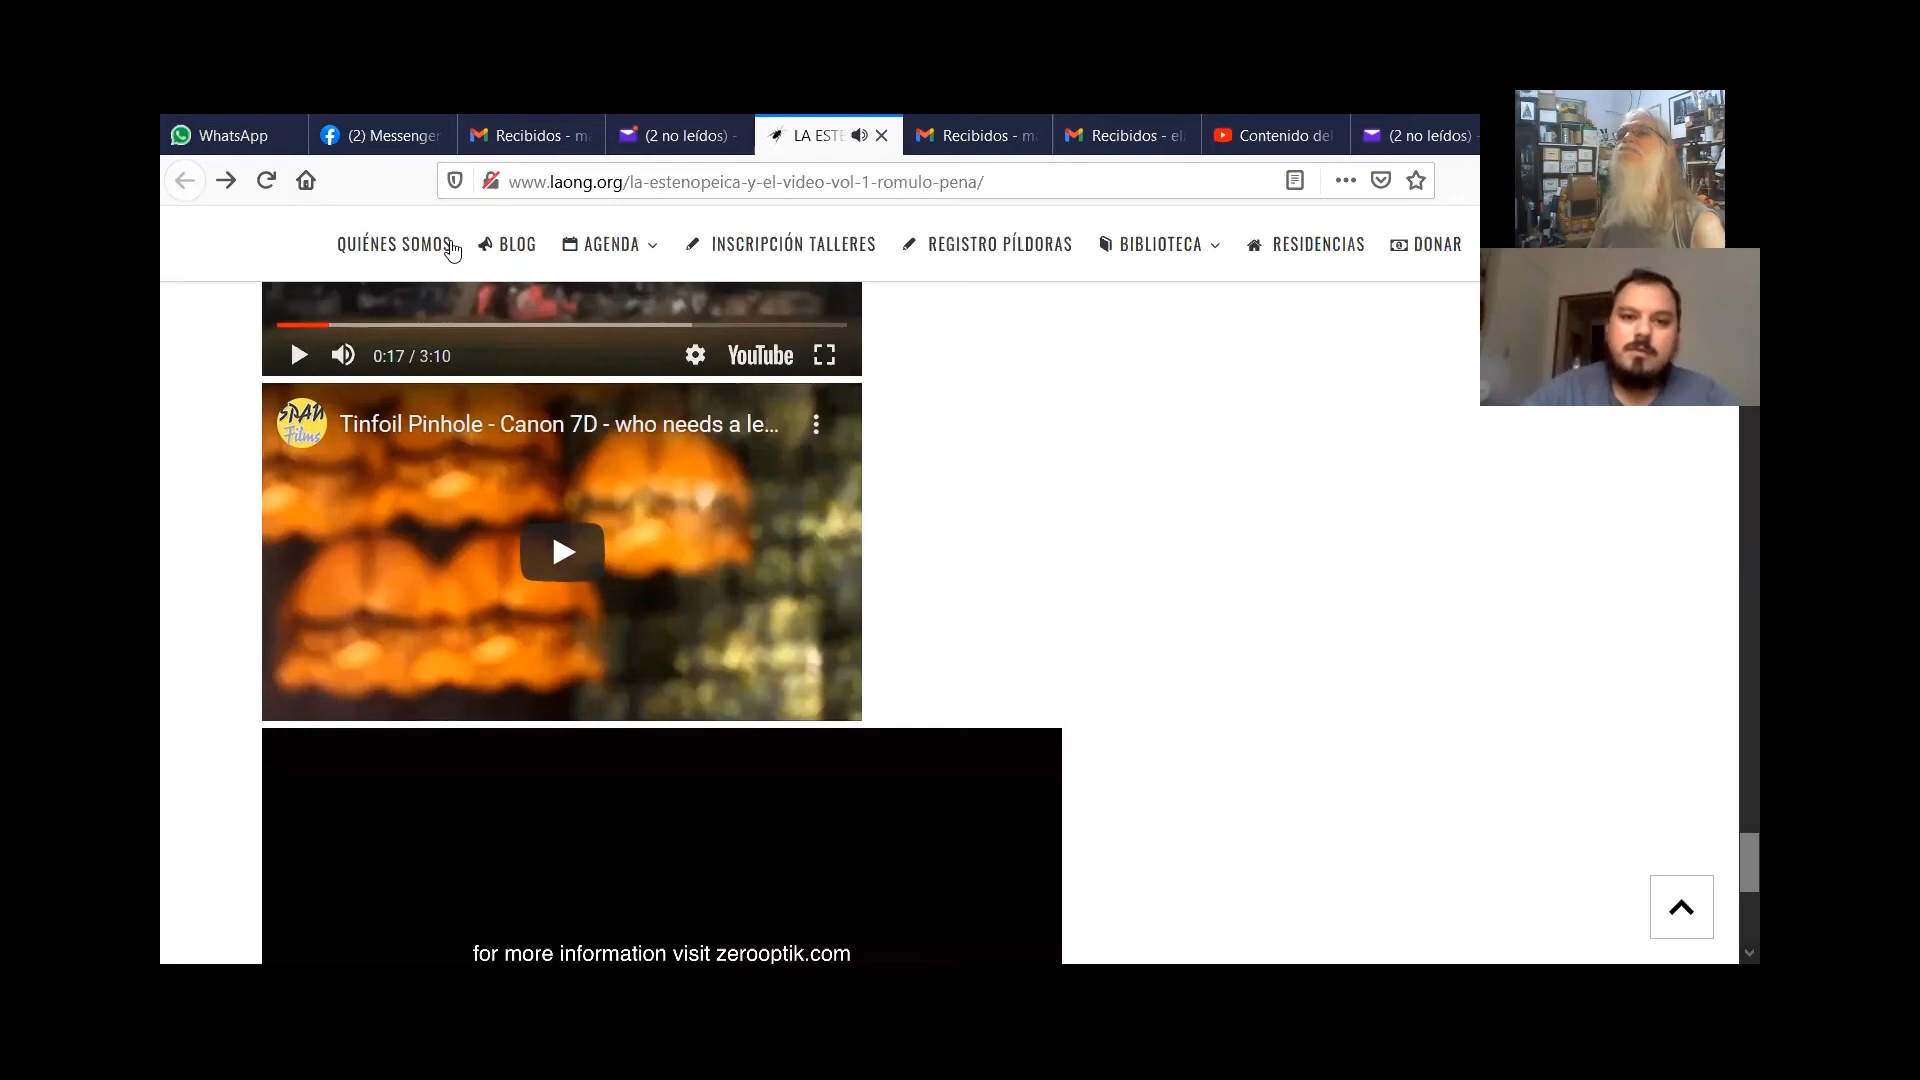 WhatsApp
(2) Messenger
Recibidos - m
(2 no leídos) -
LA ESTE
Recibidos - m
Recibidos - el
Contenido del
(2 no leídos) -
www.laong.org/la-estenopeica-y-el-video-vol-1-romulo-pena/
QUIÉNES SOMOS
BLOG
AGENDA
INSCRIPCIÓN TALLERES
REGISTRO PÍLDORAS
BIBLIOTECA
RESIDENCIAS
DONAR
0:17 / 3:10
YouTube
SPAN
Films
Tinfoil Pinhole - Canon 7D - who needs a le...
for more information visit zerooptik.com